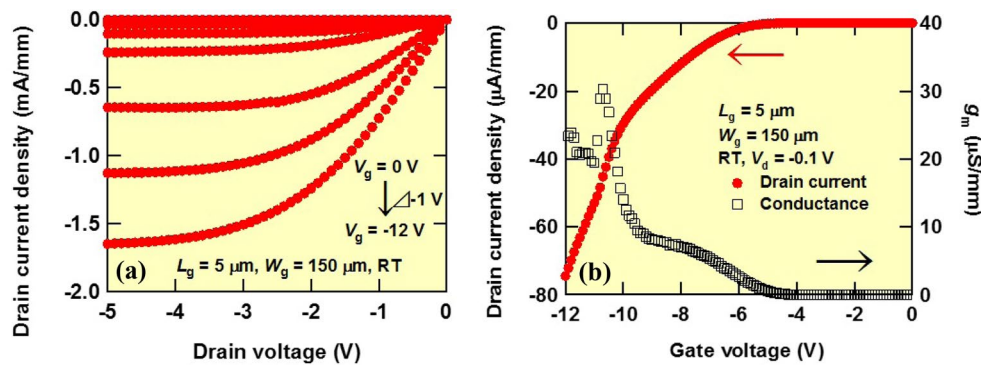 Drain current density (mA/mm)
0.0
-0.5
-1.0
-1.5
-2.0
-5
-4
-3
-2
-1
0
Drain voltage (V)
Vg = 0 V
-1 V
Vg = -12 V
(a)
Lg = 5 μm, Wg = 150 μm, RT
Drain current density (μA/mm)
0
-20
-40
-60
-80
-12
-10
-8
-6
-4
-2
0
Gate voltage (V)
40
30
20
10
0
gm (μS/mm)
Lg = 5 μm
Wg = 150 μm
RT, Vd = -0.1 V
Drain current
Conductance
(b)